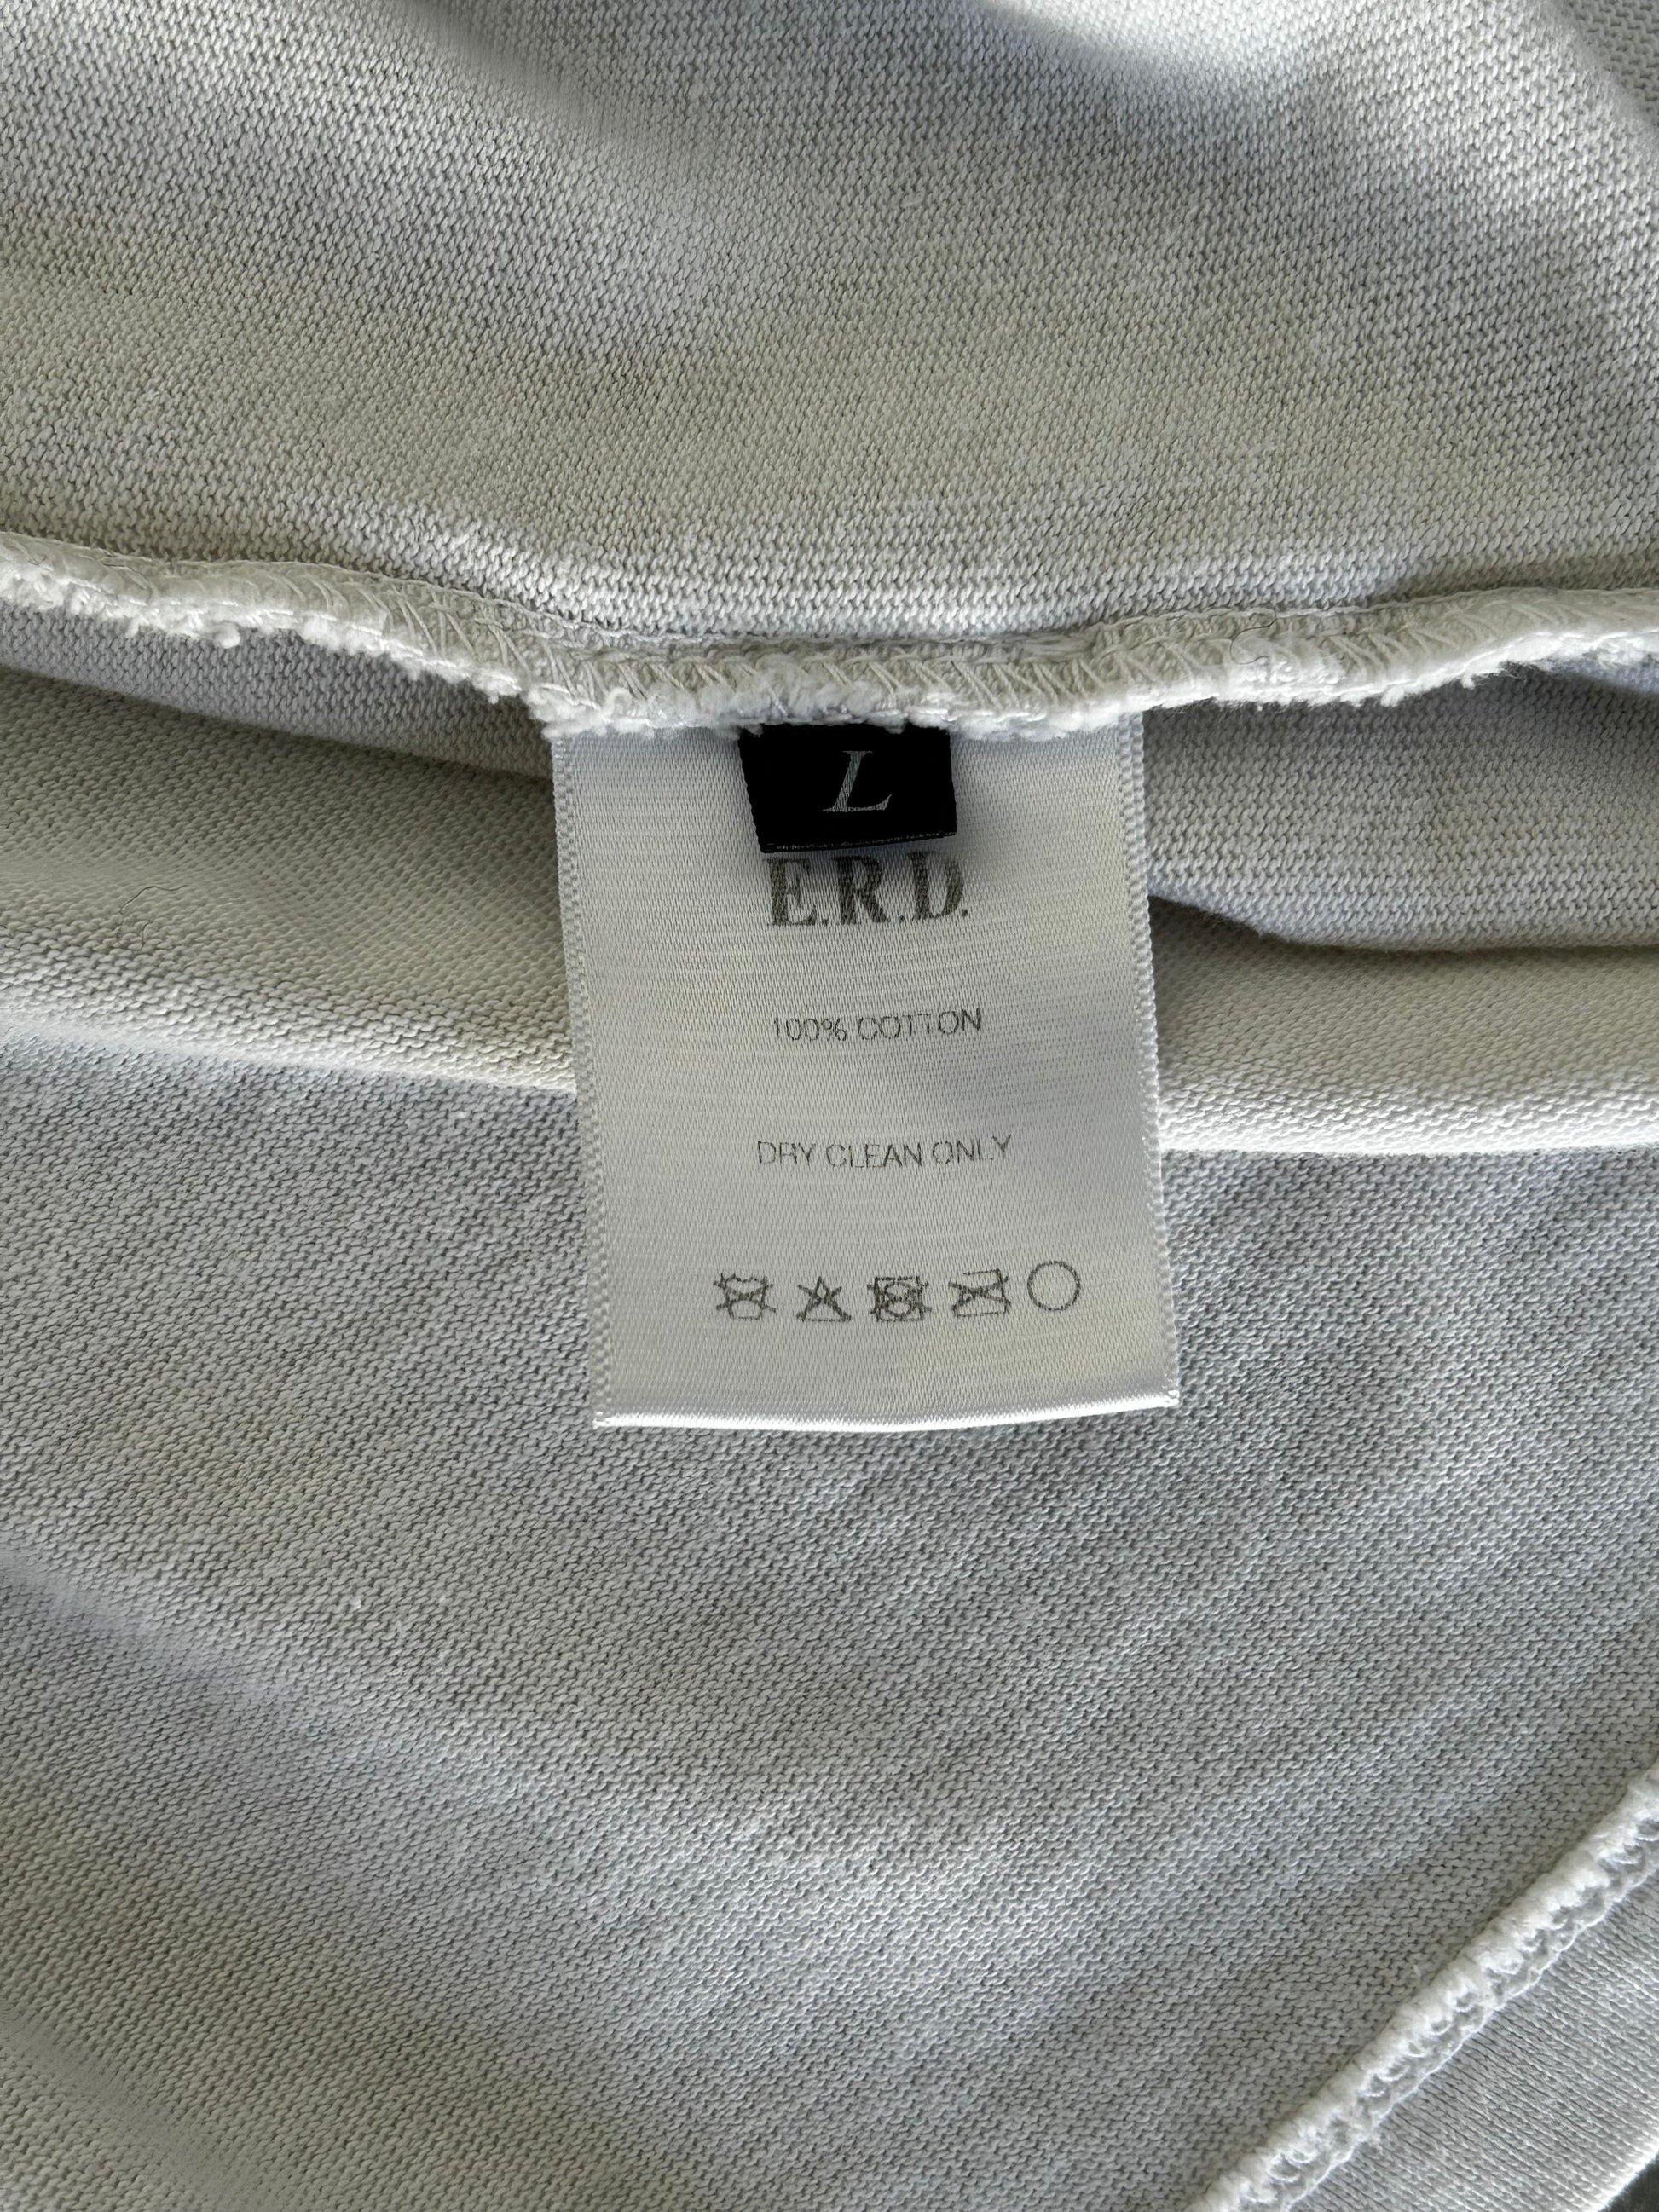 L
E.R.D.
100% COTTON
DRY CLEAN ONLY